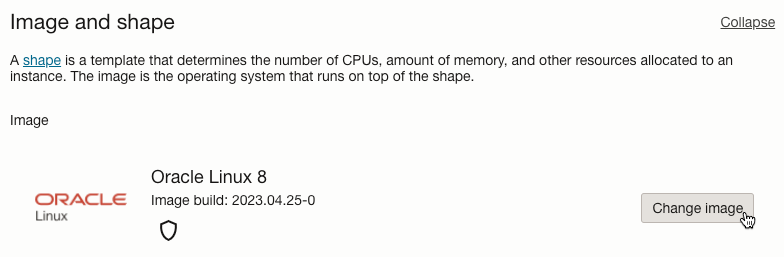 Image and shape
Collapse
A shape is a template that determines the number of CPUs, amount of memory, and other resources allocated to an
instance. The image is the operating system that runs on top of the shape.
Image
ORACLE
Linux
Oracle Linux 8
Image build: 2023.04.25-0
Change image